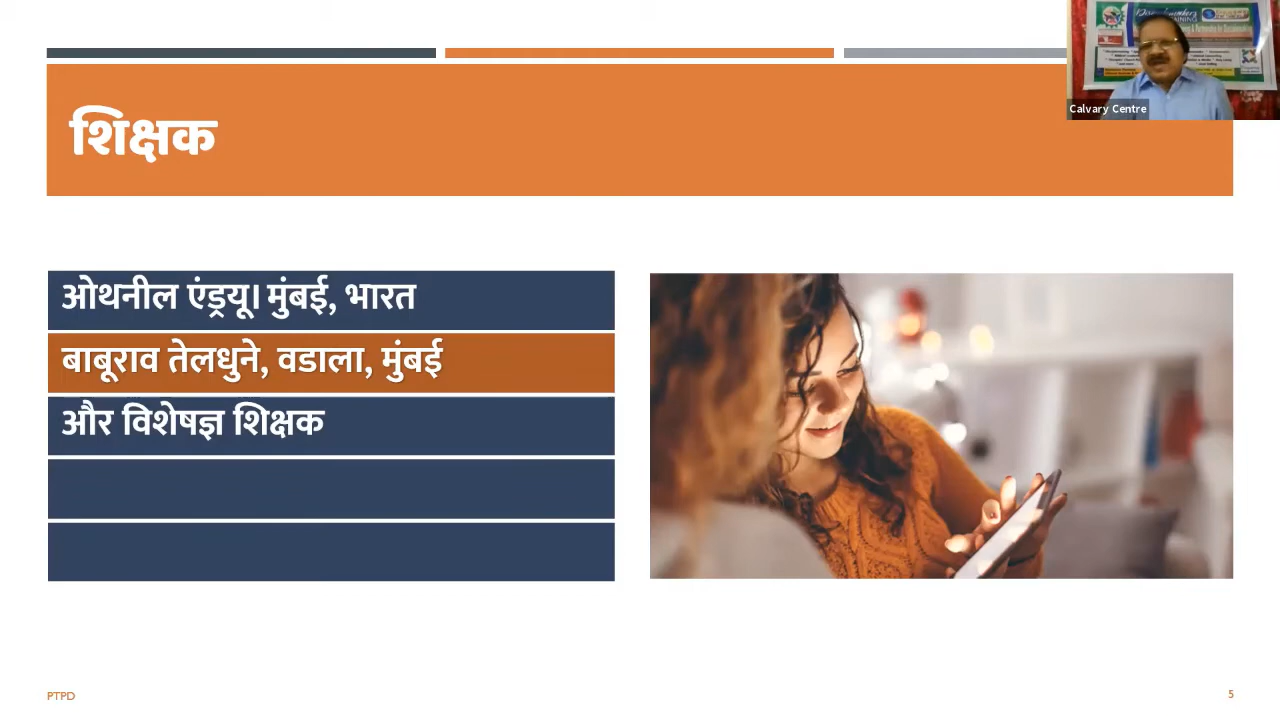 Calvary Centre
शिक्षक
ओथनील एंड्रयू। मुंबई, भारत
बाबूराव तेलधुने, वडाला, मुंबई
और विशेषज्ञ शिक्षक
PTPD
5